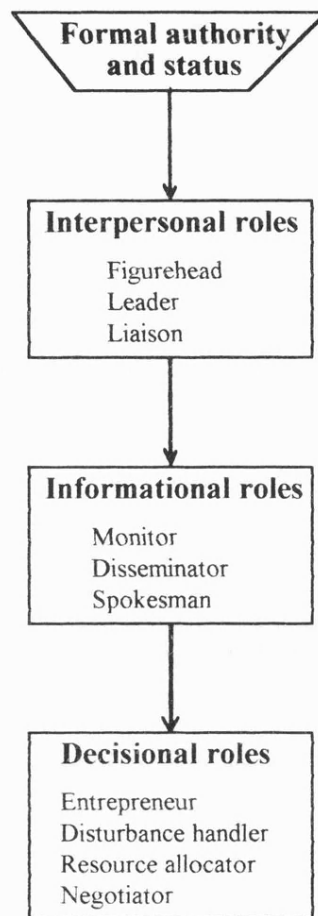 Formal authority
and status
Interpersonal roles
Figurehead
Leader
Liaison
Informational roles
Monitor
Disseminator
Spokesman
Decisional roles
Entrepreneur
Disturbance handler
Resource allocator
Negotiator